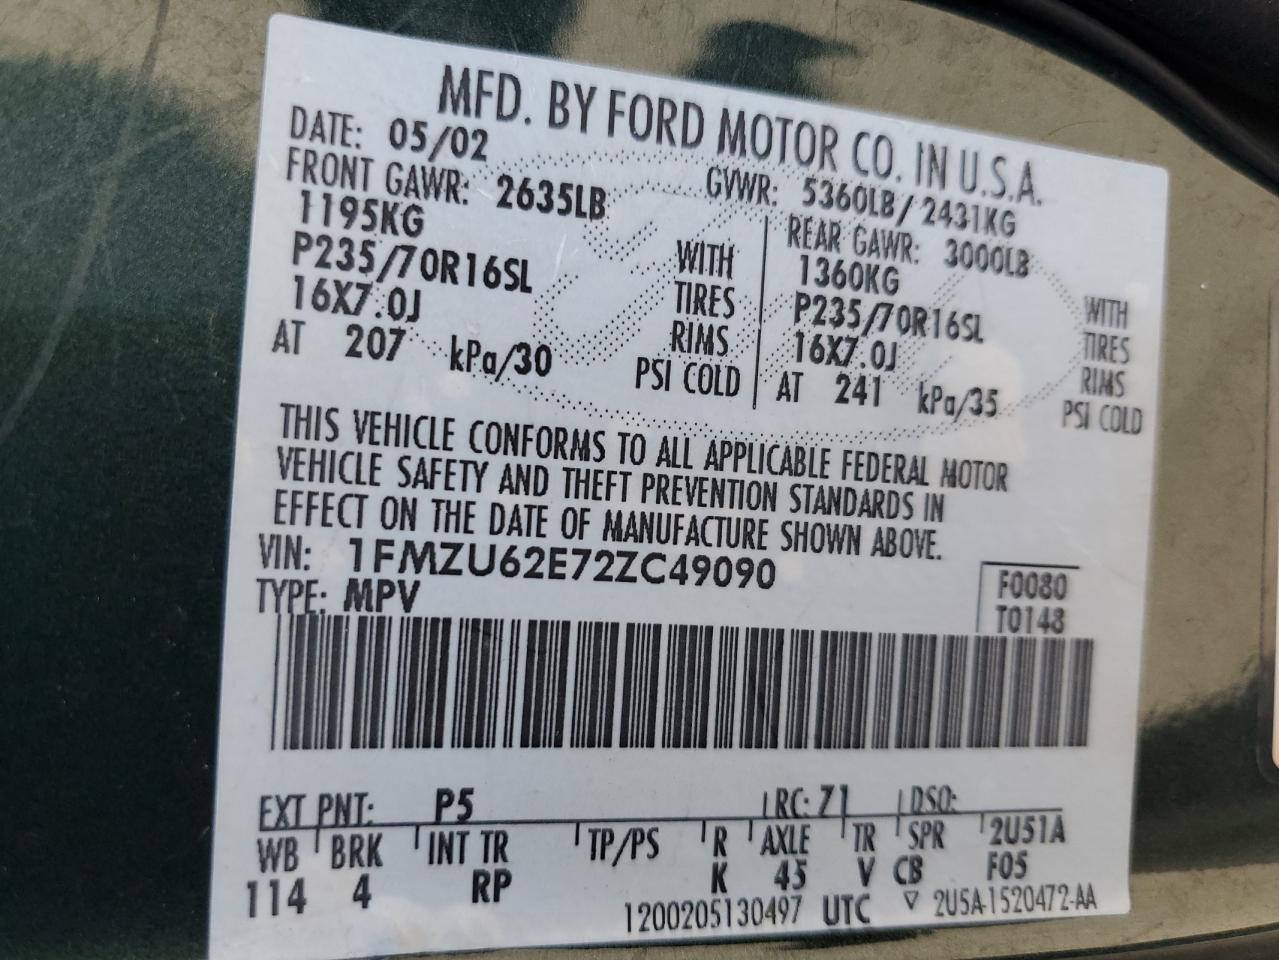 MFD. BY FORD MOTOR CO. IN U.S.A.
DATE: 05/02 GVWR: 5360LB/2431KG
FRONT GAWR: 2635LB REAR GAWR: 3000LB
1195KG WITH 1360KG WITH
P235/70R16SL TIRES P235/70R16SL TIRES
16X7.0J RIMS 16X7.0J RIMS
AT 207 kPa/30 PSI COLD AT 241 kPa/35 PSI COLD
THIS VEHICLE CONFORMS TO ALL APPLICABLE FEDERAL MOTOR
VEHICLE SAFETY AND THEFT PREVENTION STANDARDS IN
EFFECT ON THE DATE OF MANUFACTURE SHOWN ABOVE.
VIN: 1FMZU62E72ZC49090 F0080
TYPE: MPV T0148
EXT PNT: P5 RC: 71 DSO:
WB BRK INT TR TP/PS R AXLE TR SPR 2U51A
114 4 RP K 45 V CB F05
1200205130497 UTC ▽ 2U5A-1520472-AA